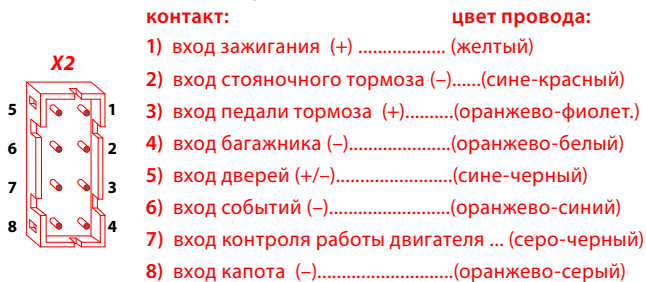 контакт: цвет провода:
X2
1) вход зажигания (+) .................. (желтый)
2) вход стояночного тормоза (–)......(сине-красный)
3) вход педали тормоза (+)..........(оранжево-фиолет.)
4) вход багажника (–).....................(оранжево-белый)
5) вход дверей (+/–)........................(сине-черный)
6) вход событий (–).........................(оранжево-синий)
7) вход контроля работы двигателя ... (серо-черный)
8) вход капота (–)............................(оранжево-серый)
5 1
6 2
7 3
8 4